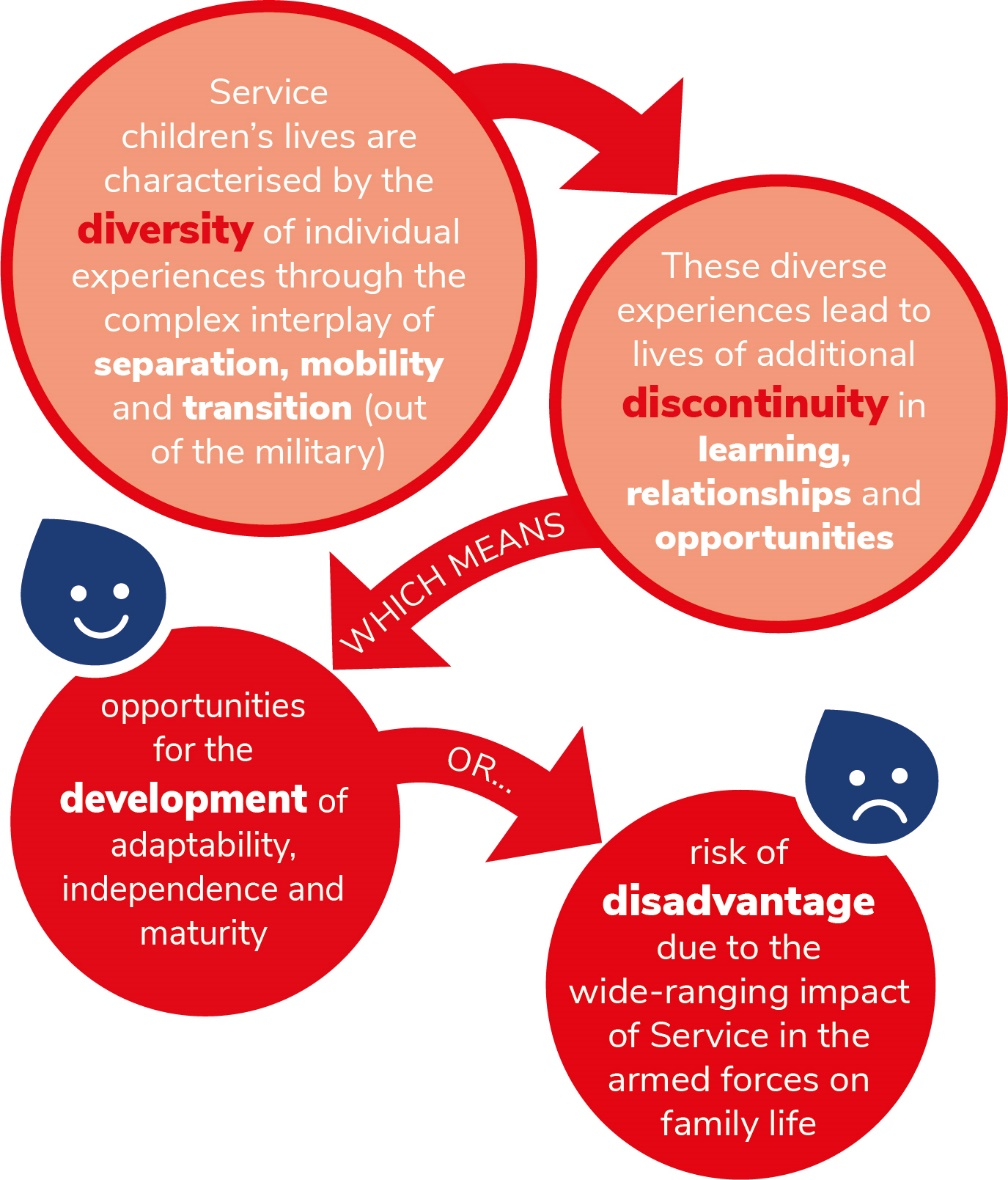 Service
children’s lives are
characterised by the
diversity of individual
experiences through the
complex interplay of
separation, mobility
and transition (out
of the military)
These diverse
experiences lead to
lives of additional
discontinuity in
learning,
relationships and
opportunities
WHICH MEANS
opportunities
for the
development of
adaptability,
independence and
maturity
OR...
risk of
disadvantage
due to the
wide-ranging impact
of Service in the
armed forces on
family life